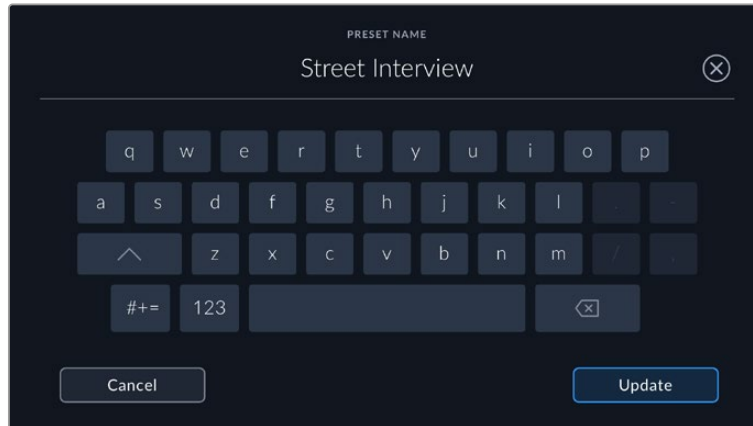 PRESET NAME
Street Interview
q w e r t y u i o p
a s d f g h j k l . -
z x c v b n m / ,
#+= 123
Cancel Update